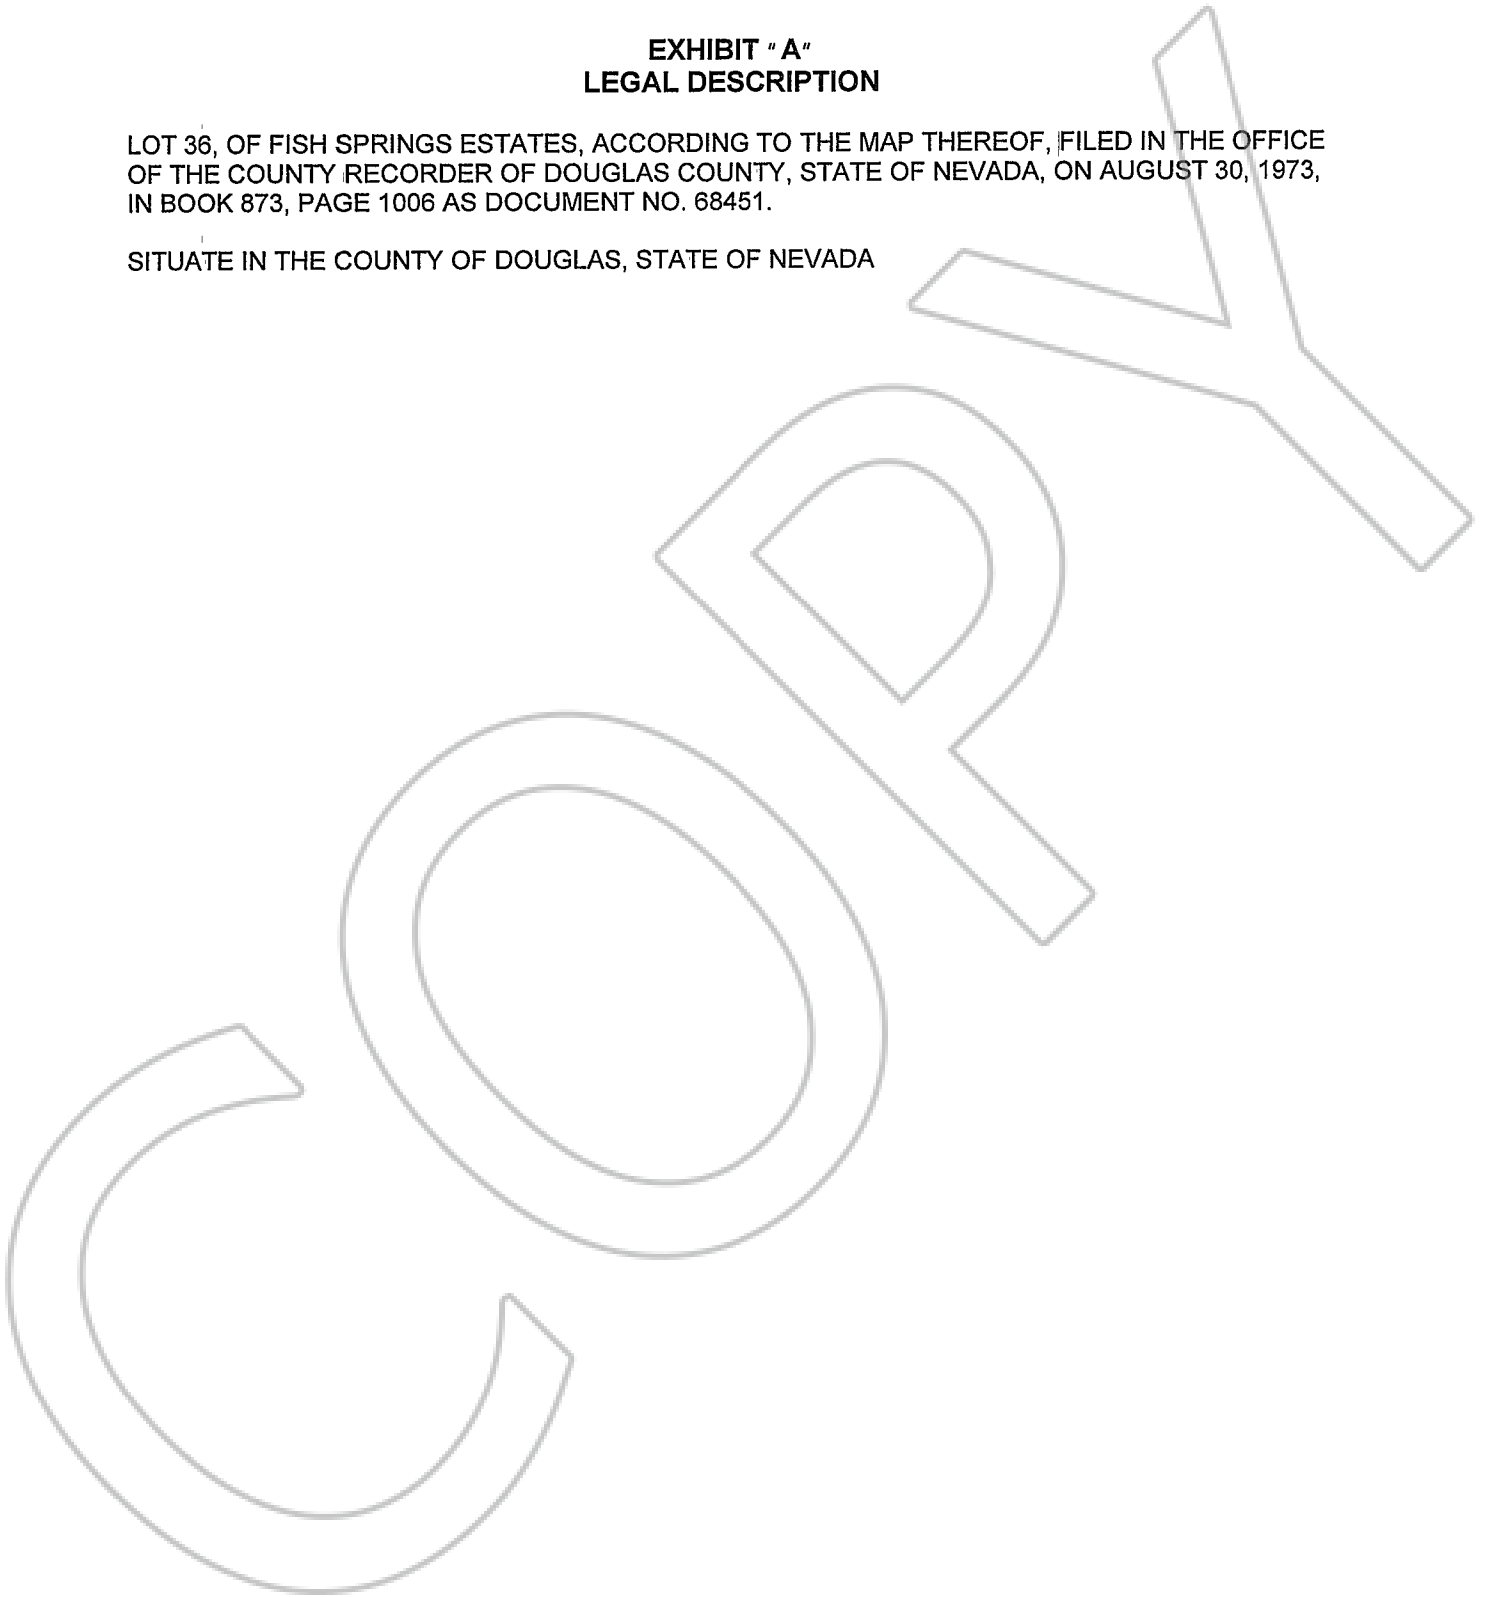 EXHIBIT "A"
LEGAL DESCRIPTION
LOT 36, OF FISH SPRINGS ESTATES, ACCORDING TO THE MAP THEREOF, FILED IN THE OFFICE
OF THE COUNTY RECORDER OF DOUGLAS COUNTY, STATE OF NEVADA, ON AUGUST 30, 1973,
IN BOOK 873, PAGE 1006 AS DOCUMENT NO. 68451.
SITUATE IN THE COUNTY OF DOUGLAS, STATE OF NEVADA
COPY